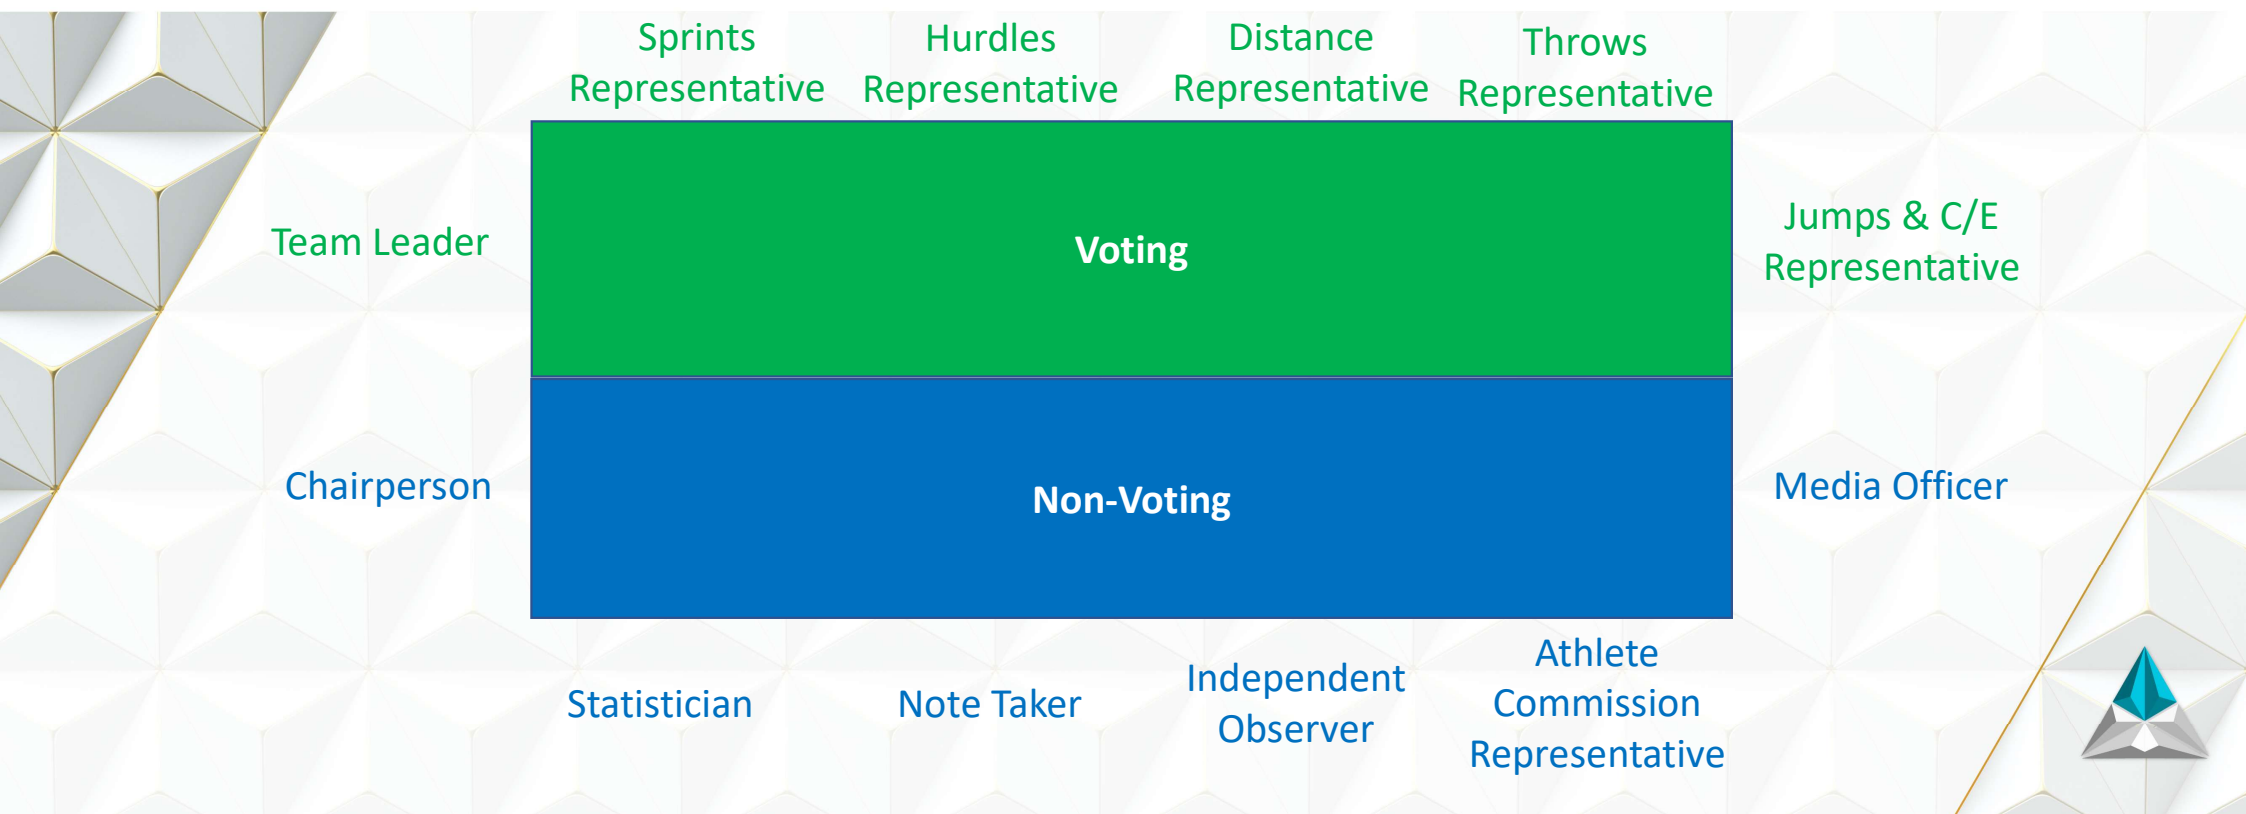 Sprints
Representative
Hurdles
Representative
Distance
Representative
Throws
Representative
Team Leader
Voting
Jumps & C/E
Representative
Chairperson
Non-Voting
Media Officer
Statistician
Note Taker
Independent
Observer
Athlete
Commission
Representative